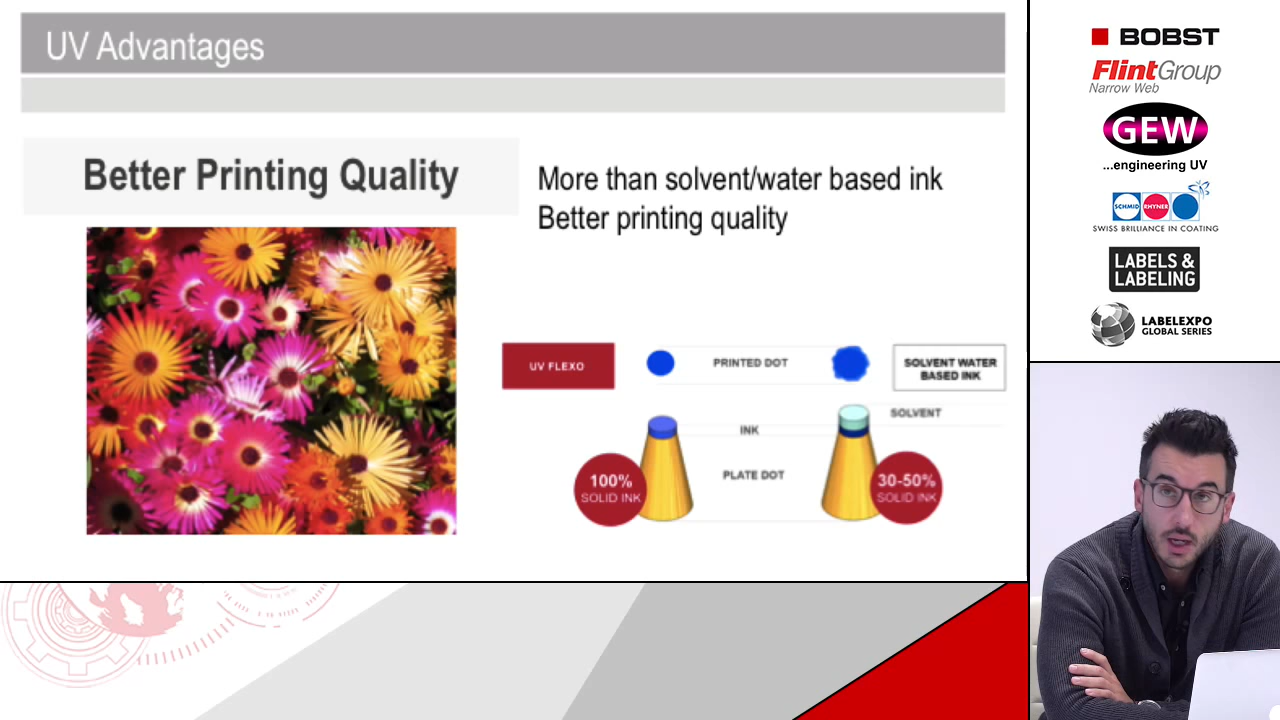 UV Advantages
Better Printing Quality
More than solvent/water based ink
Better printing quality
UV FLEXO
PRINTED DOT
SOLVENT WATER
BASED INK
SOLVENT
INK
PLATE DOT
100%
SOLID INK
30-50%
SOLID INK
BOBST
FlintGroup
Narrow Web
GEW
...engineering UV
SCHMID
RHYNER
SWISS BRILLIANCE IN COATING
LABELS &
LABELING
LABELEXPO
GLOBAL SERIES